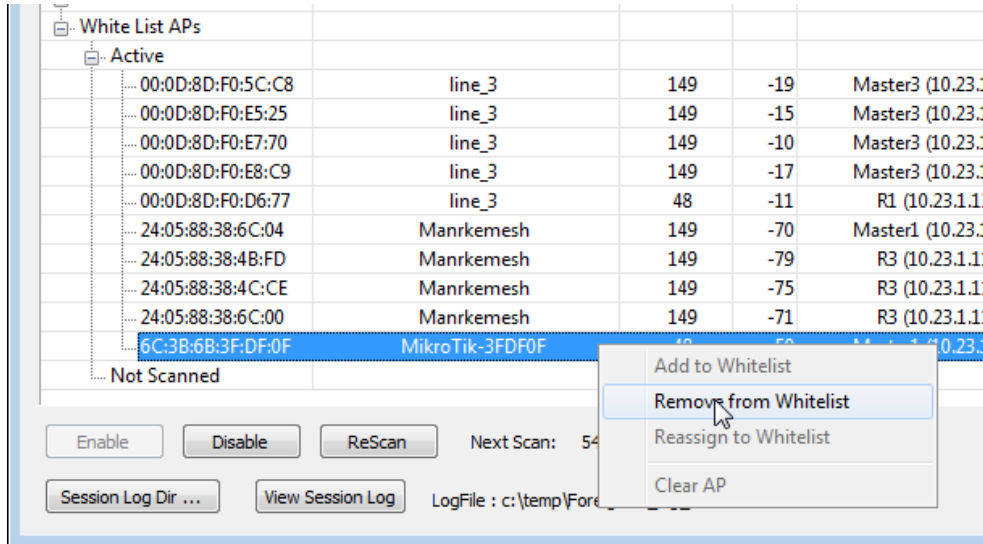 White List APs
Active
00:0D:8D:F0:5C:C8 line_3 149 -19 Master3 (10.23.
00:0D:8D:F0:E5:25 line_3 149 -15 Master3 (10.23.
00:0D:8D:F0:E7:70 line_3 149 -10 Master3 (10.23.
00:0D:8D:F0:E8:C9 line_3 149 -17 Master3 (10.23.
00:0D:8D:F0:D6:77 line_3 48 -11 R1 (10.23.1.1
24:05:88:38:6C:04 Manrkemesh 149 -70 Master1 (10.23.
24:05:88:38:4B:FD Manrkemesh 149 -79 R3 (10.23.1.1
24:05:88:38:4C:CE Manrkemesh 149 -75 R3 (10.23.1.1
24:05:88:38:6C:00 Manrkemesh 149 -71 R3 (10.23.1.1
6C:3B:6B:3F:DF:0F MikroTik-3FDF0F
Not Scanned
Add to Whitelist
Remove from Whitelist
Reassign to Whitelist
Clear AP
Enable Disable ReScan Next Scan: 54
Session Log Dir ... View Session Log LogFile : c:\temp\Fore